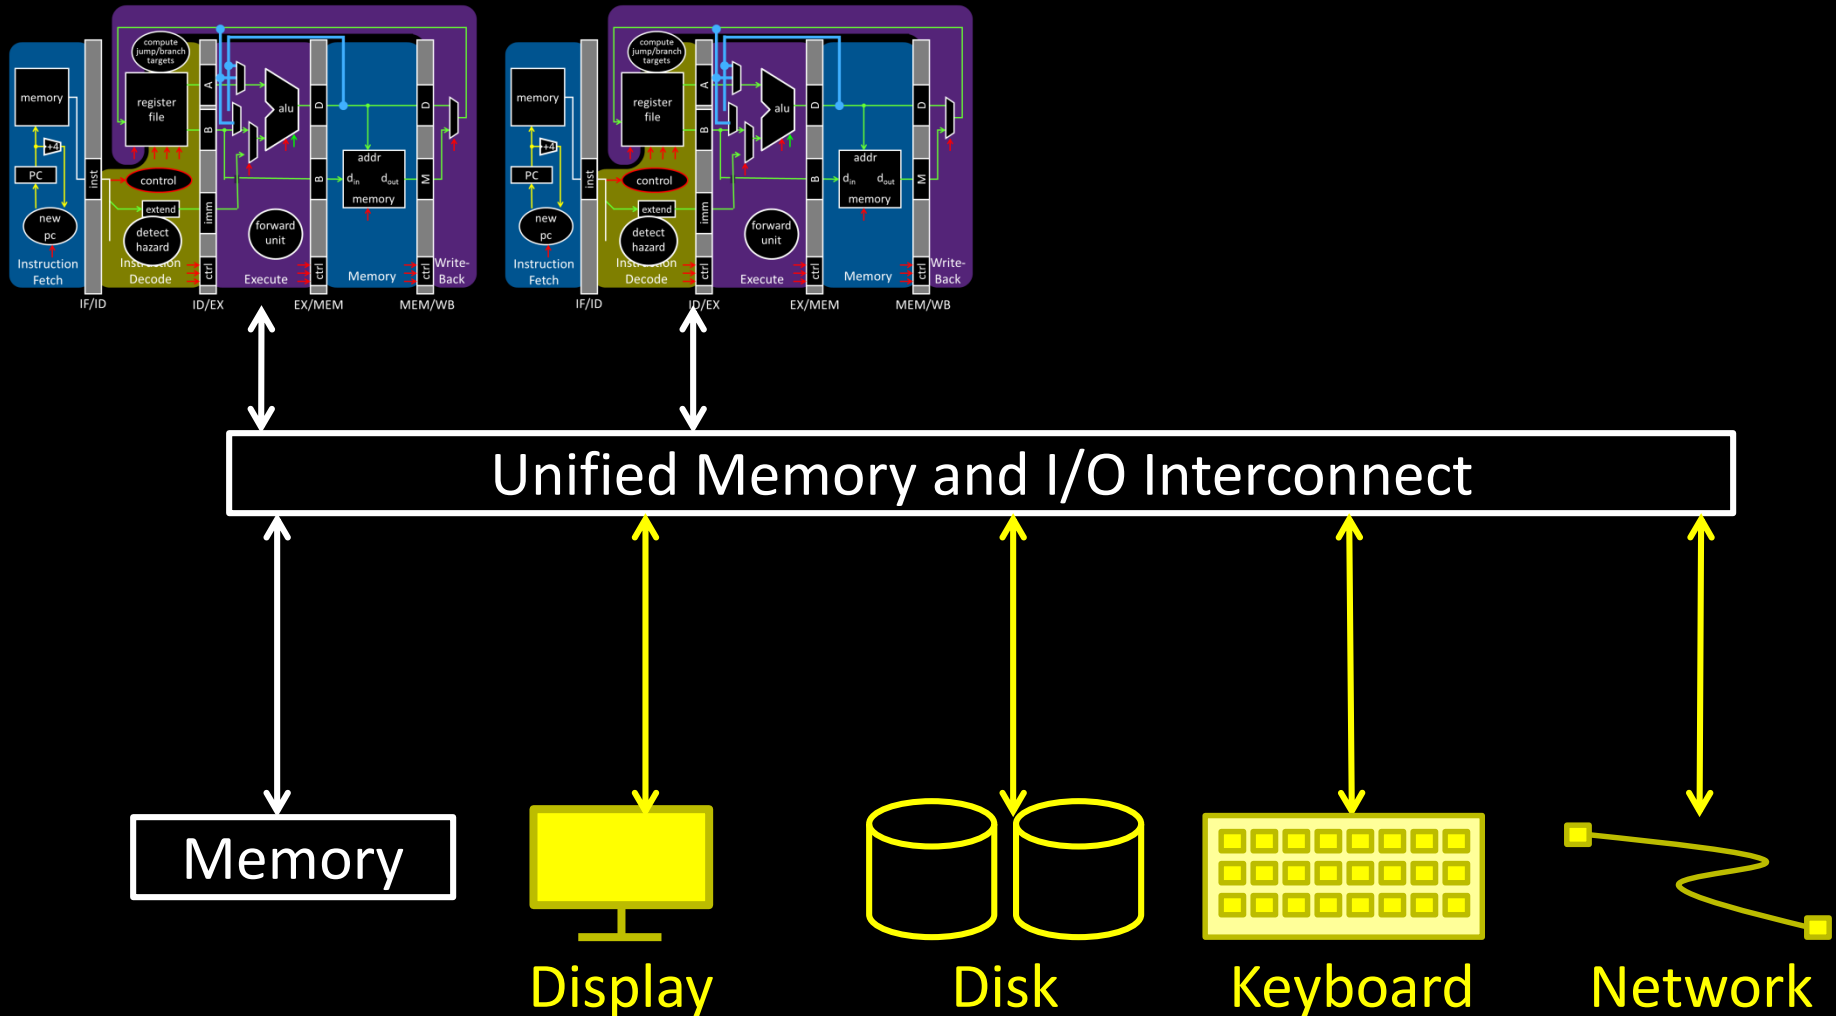 compute
jump/branch
targets
memory
register
file
A
alu
D
D
B
+4
addr
PC
inst
control
B
din
dout
M
memory
extend
imm
new
pc
detect
hazard
forward
unit
Instruction
Fetch
Instruction
Decode
ctrl
Execute
ctrl
Memory
ctrl
Write-
Back
IF/ID
ID/EX
EX/MEM
MEM/WB
compute
jump/branch
targets
memory
register
file
A
alu
D
D
B
+4
addr
PC
inst
control
B
din
dout
M
memory
extend
imm
new
pc
detect
hazard
forward
unit
Instruction
Fetch
Instruction
Decode
ctrl
Execute
ctrl
Memory
ctrl
Write-
Back
IF/ID
ID/EX
EX/MEM
MEM/WB
Unified Memory and I/O Interconnect
Memory
Display
Disk
Keyboard
Network